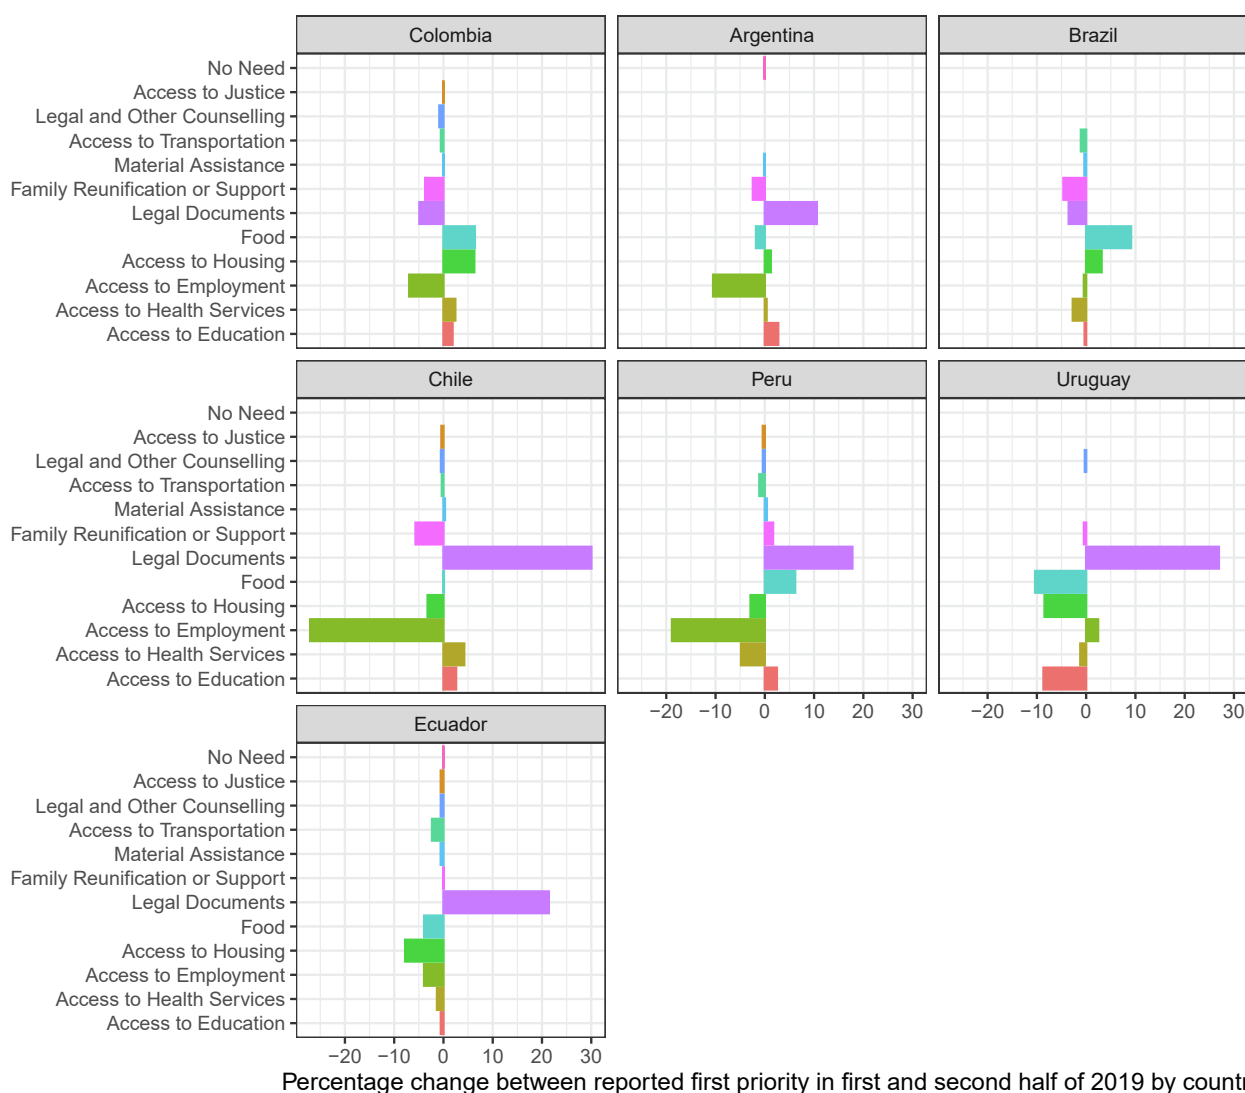 Colombia Argentina Brazil
No Need
Access to Justice
Legal and Other Counselling
Access to Transportation
Material Assistance
Family Reunification or Support
Legal Documents
Food
Access to Housing
Access to Employment
Access to Health Services
Access to Education
Chile Peru Uruguay
No Need
Access to Justice
Legal and Other Counselling
Access to Transportation
Material Assistance
Family Reunification or Support
Legal Documents
Food
Access to Housing
Access to Employment
Access to Health Services
Access to Education
−20 −10 0 10 20 30 −20 −10 0 10 20 30
Ecuador
No Need
Access to Justice
Legal and Other Counselling
Access to Transportation
Material Assistance
Family Reunification or Support
Legal Documents
Food
Access to Housing
Access to Employment
Access to Health Services
Access to Education
−20 −10 0 10 20 30
Percentage change between reported first priority in first and second half of 2019 by countr